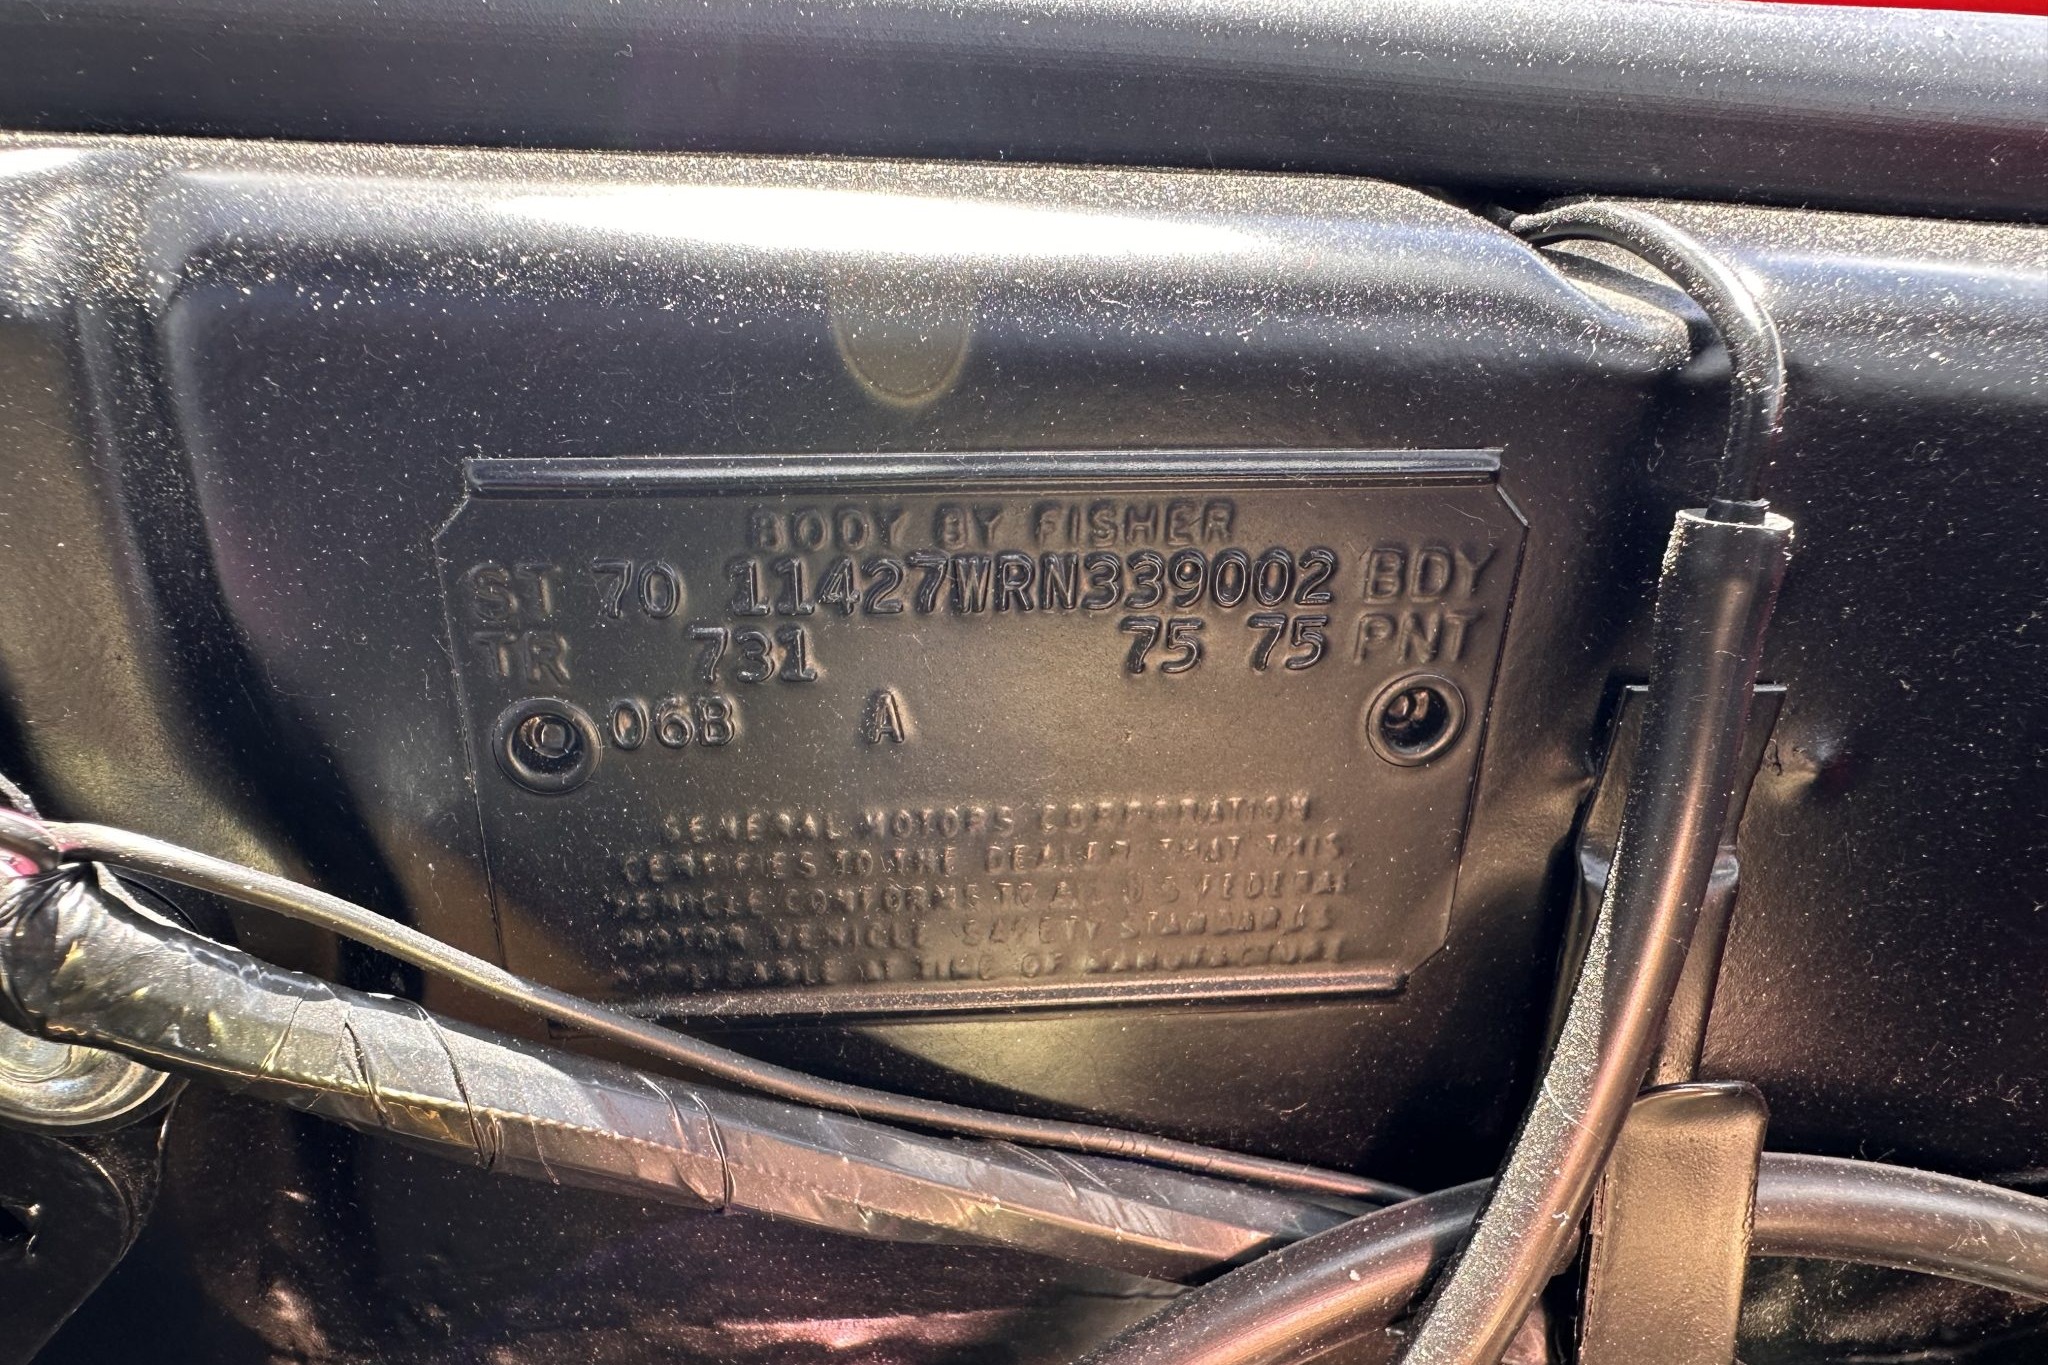 BODY BY FISHER
ST 70 11427WRN339002 BDY
TR 731 75 75 PNT
06B A
GENERAL MOTORS CORPORATION
CERTIFIES TO THE DEALER THAT THIS
VEHICLE CONFORMS TO ALL U S FEDERAL
MOTOR VEHICLE SAFETY STANDARDS
APPLICABLE AT TIME OF MANUFACTURE